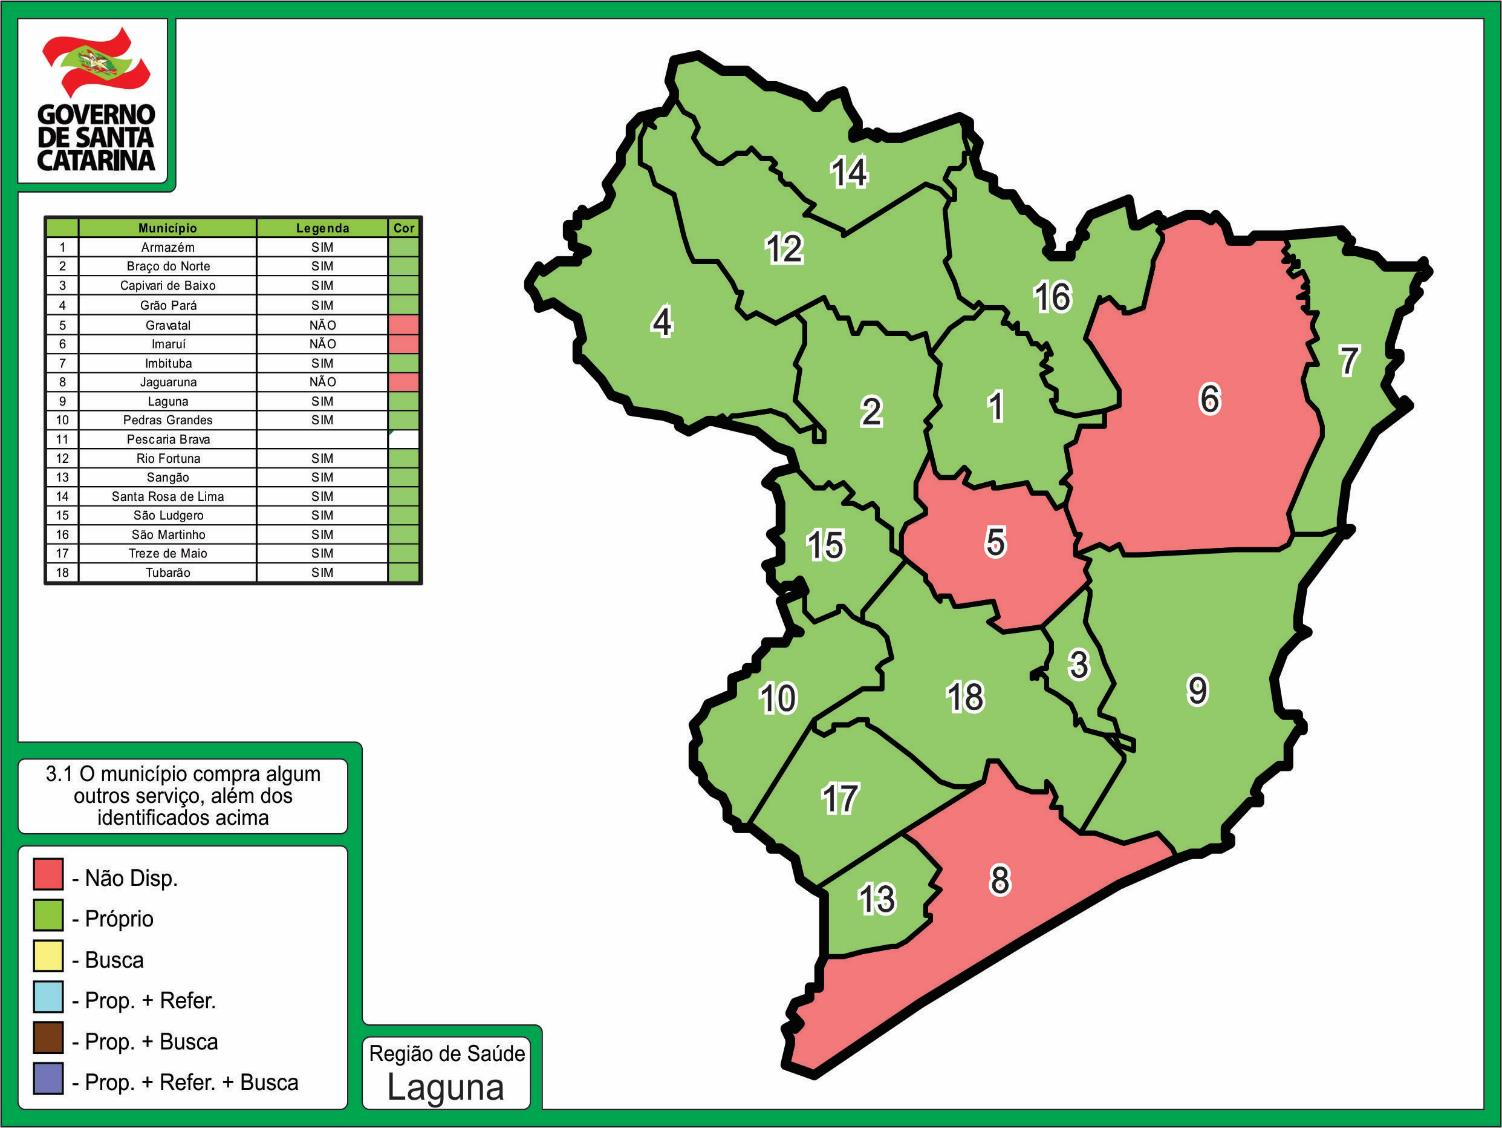 GOVERNO
DE SANTA
CATARINA
Município Legenda Cor
1 Armazém SIM
2 Braço do Norte SIM
3 Capivari de Baixo SIM
4 Grão Pará SIM
5 Gravatal NÃO
6 Imaruí NÃO
7 Imbituba SIM
8 Jaguaruna NÃO
9 Laguna SIM
10 Pedras Grandes SIM
11 Pescaria Brava
12 Rio Fortuna SIM
13 Sangão SIM
14 Santa Rosa de Lima SIM
15 São Ludgero SIM
16 São Martinho SIM
17 Treze de Maio SIM
18 Tubarão SIM
14
12
16
4
7
6
2
1
5
15
3
9
10
18
17
8
13
3.1 O município compra algum
outros serviço, além dos
identificados acima
- Não Disp.
- Próprio
- Busca
- Prop. + Refer.
- Prop. + Busca
- Prop. + Refer. + Busca
Região de Saúde
Laguna